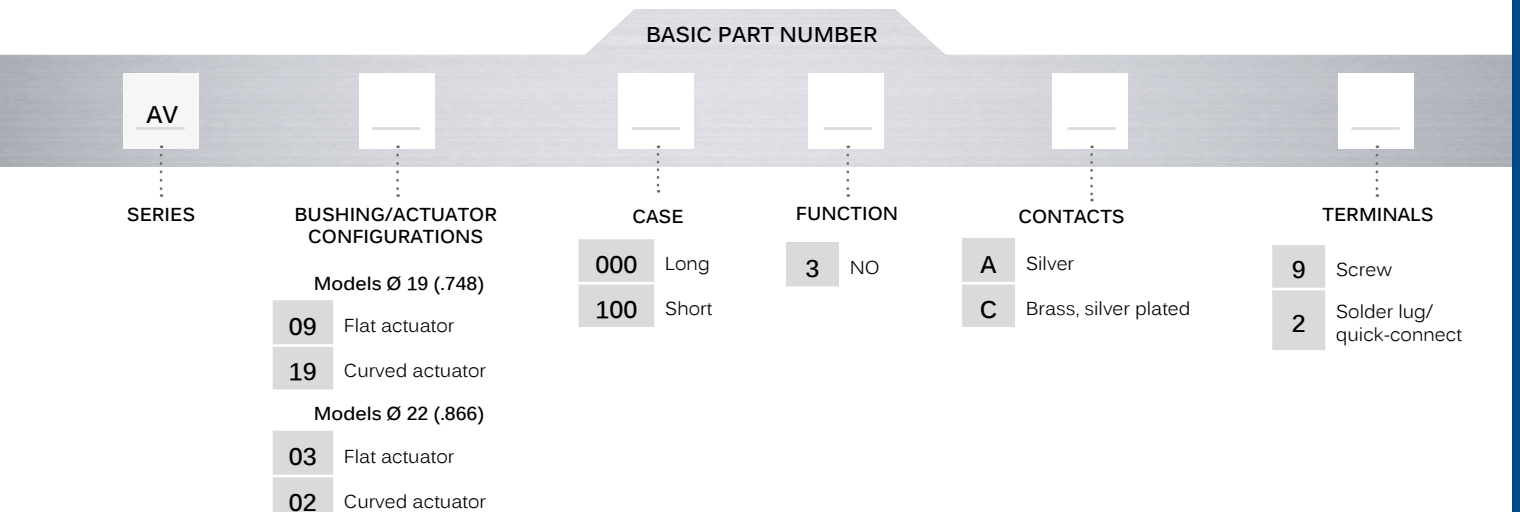 BASIC PART NUMBER
AV
SERIES
BUSHING/ACTUATOR
CONFIGURATIONS
Models Ø 19 (.748)
09 Flat actuator
19 Curved actuator
Models Ø 22 (.866)
03 Flat actuator
02 Curved actuator
CASE
000 Long
100 Short
FUNCTION
3 NO
CONTACTS
A Silver
C Brass, silver plated
TERMINALS
9 Screw
2 Solder lug/
quick-connect